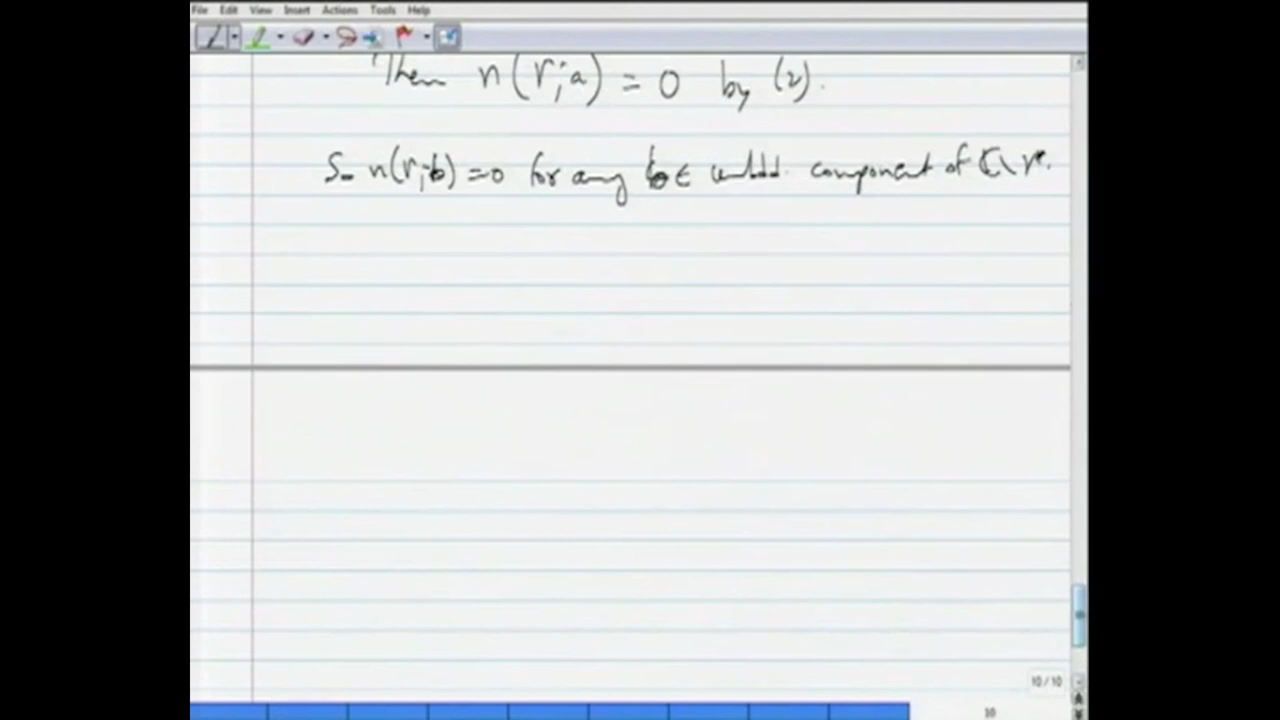 File Edit View Insert Actions Tools Help
Then n(γ;a) = 0 by (2).
So n(γ;b) = 0 for any b ∈ unbdd. component of ℂ\γ*.
10/10
10